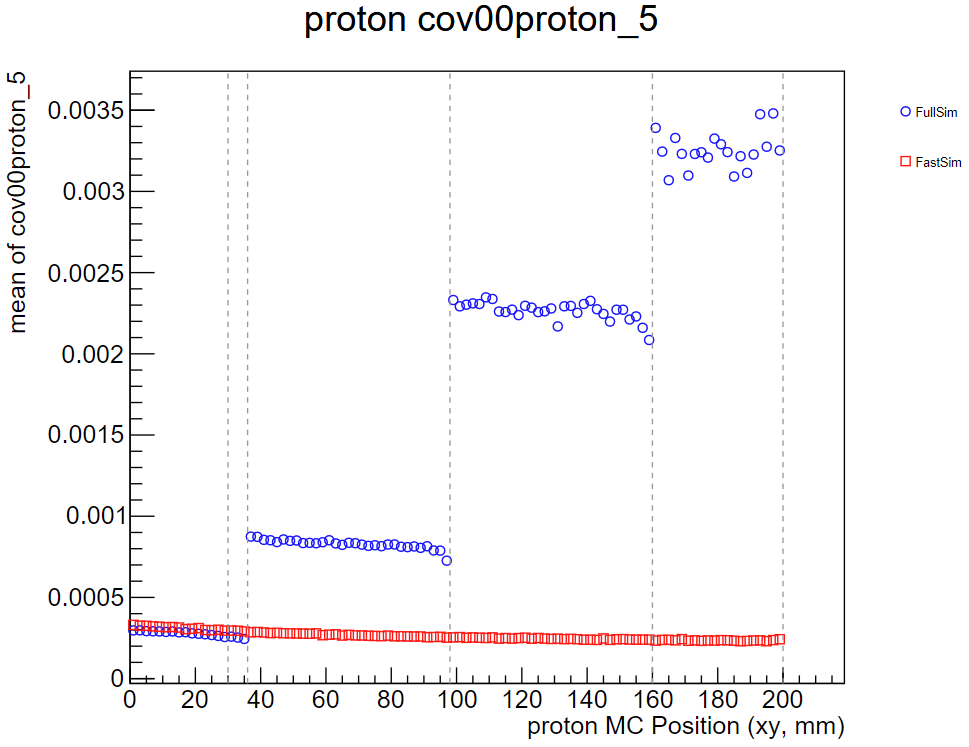 proton cov00proton_5
mean of cov00proton_5
0.0035
0.003
0.0025
0.002
0.0015
0.001
0.0005
0
0 20 40 60 80 100 120 140 160 180 200
proton MC Position (xy, mm)
FullSim
FastSim